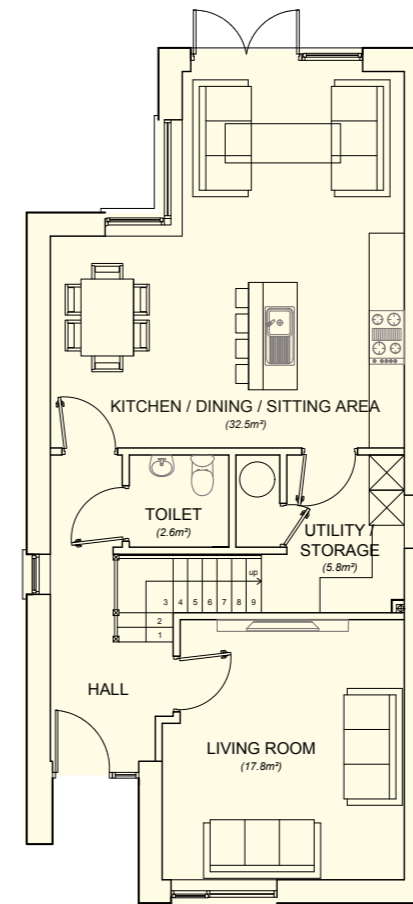 KITCHEN / DINING / SITTING AREA
(32.5m²)
TOILET
(2.6m²)
UTILITY /
STORAGE
(5.8m²)
up
3 4 5 6 7 8 9
2
1
HALL
LIVING ROOM
(17.8m²)